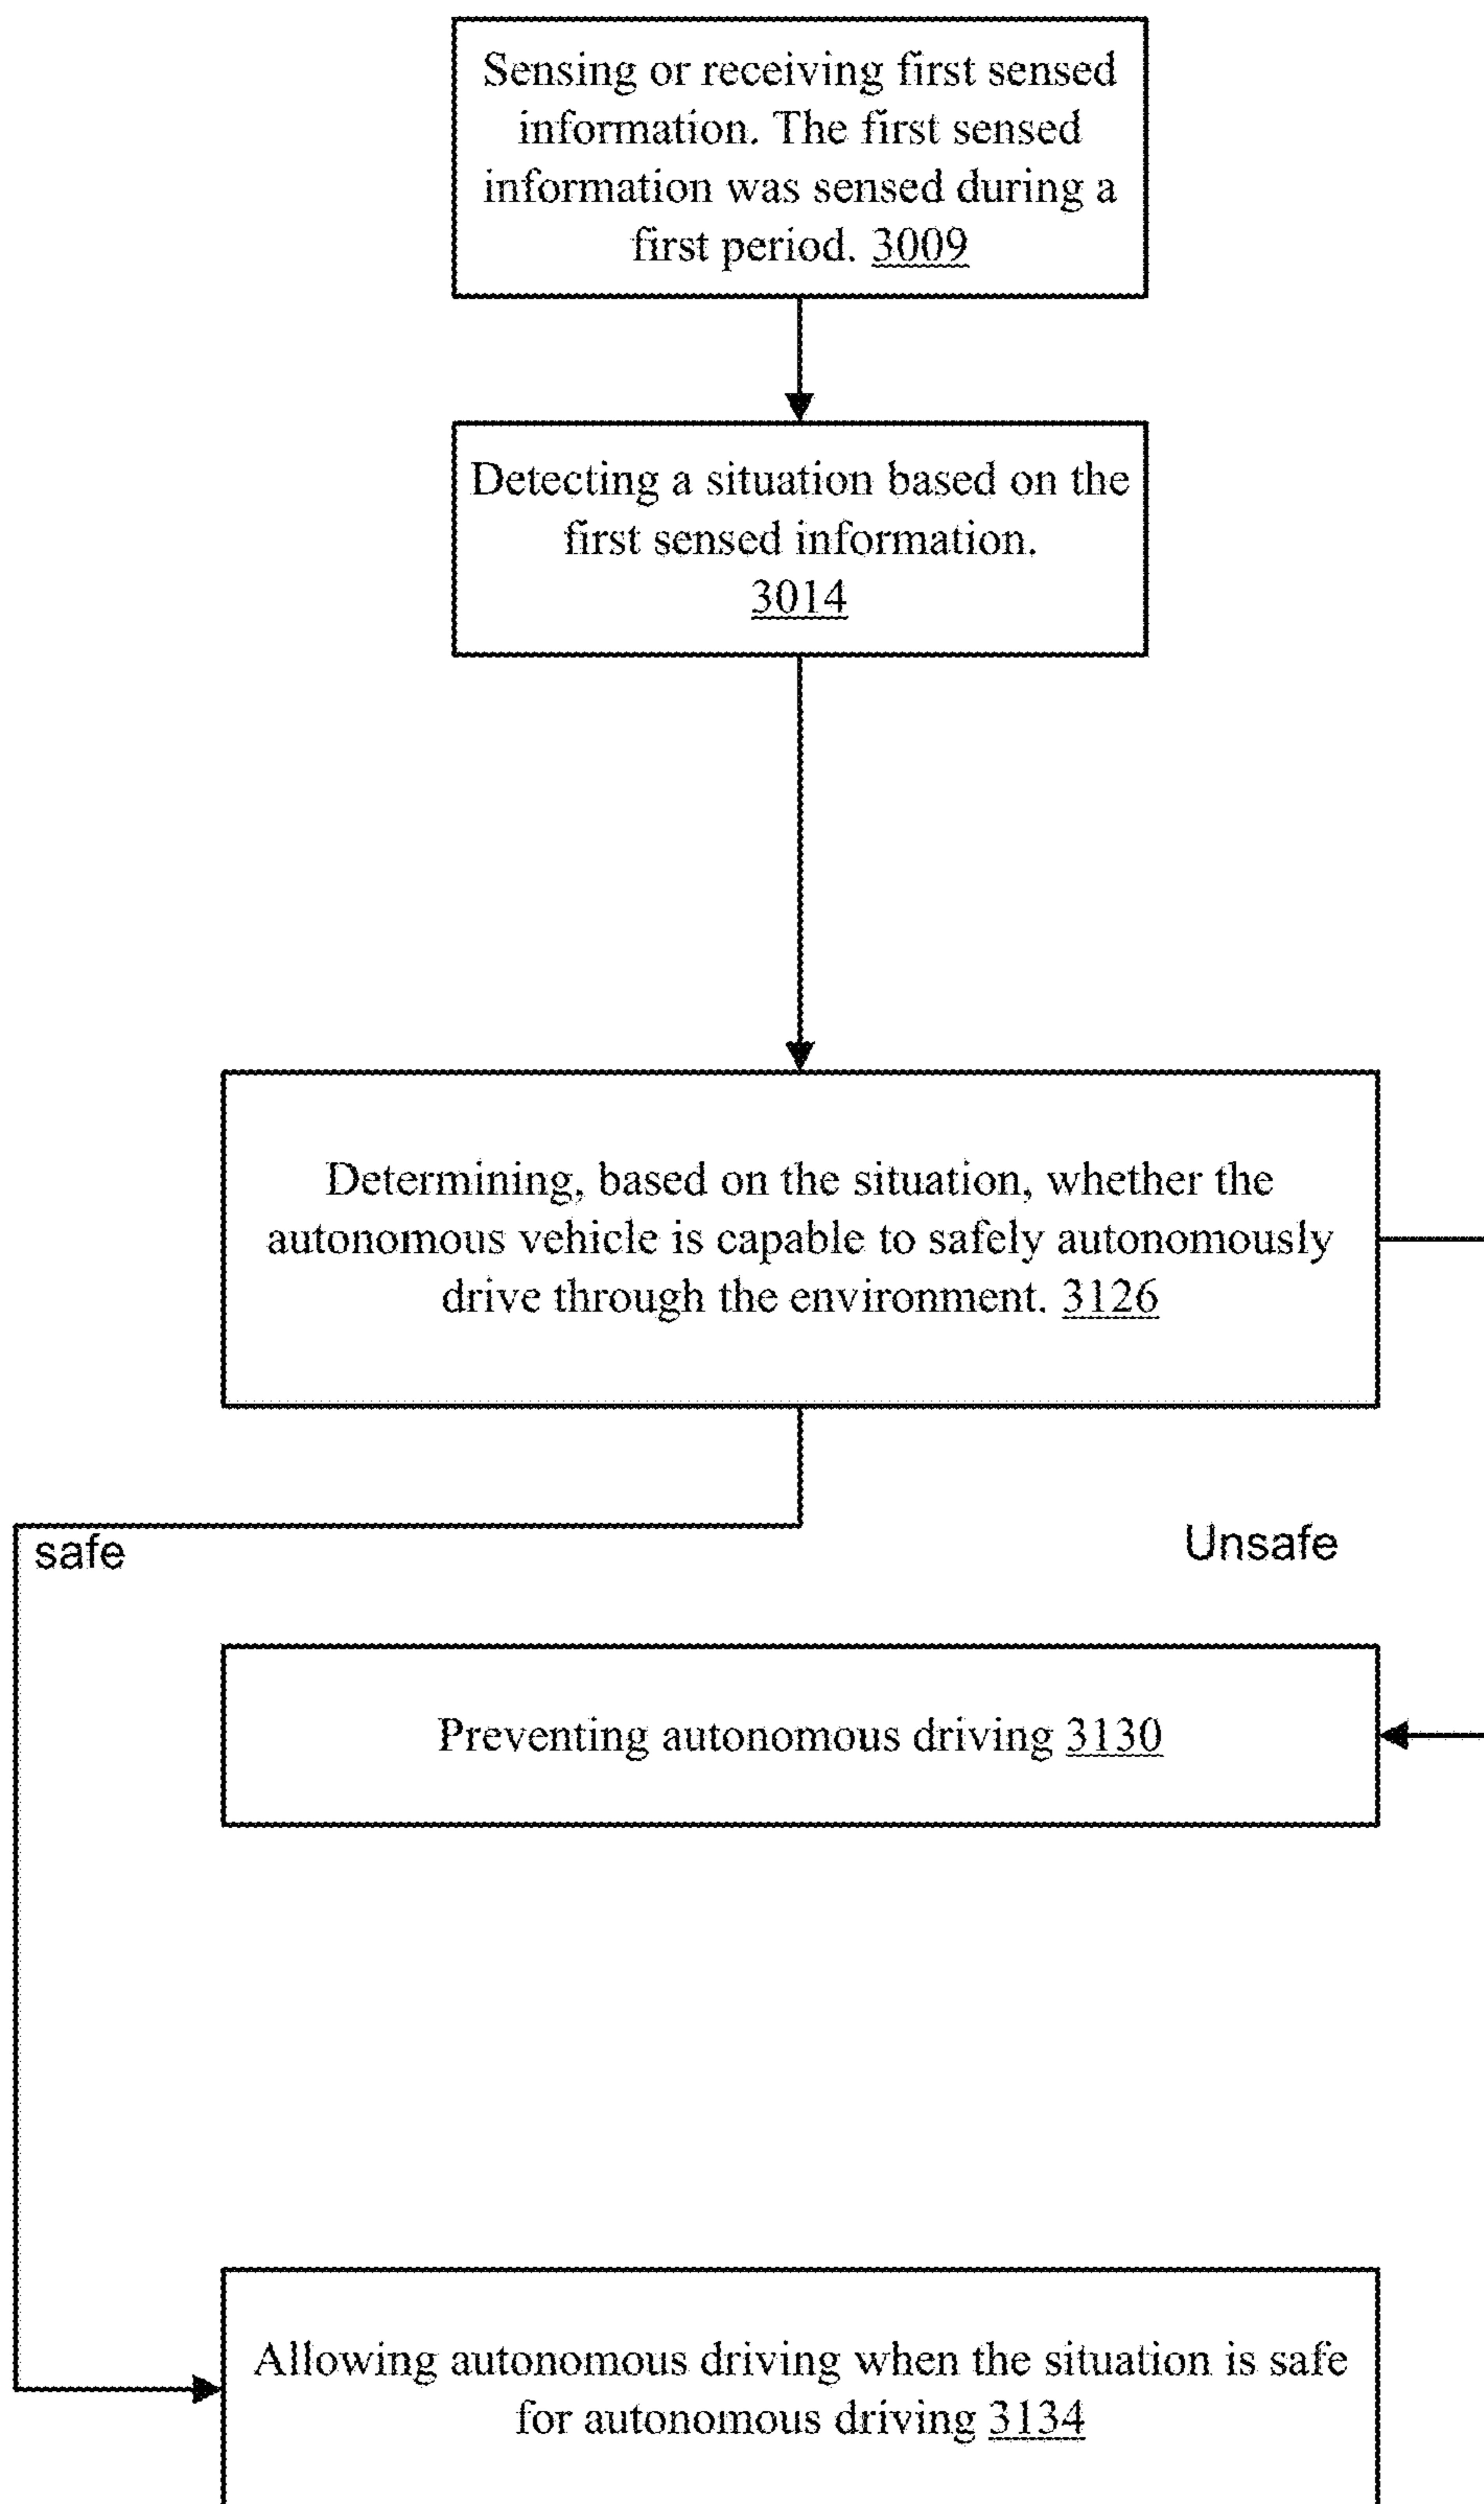 Sensing or receiving first sensed
information. The first sensed
information was sensed during a
first period. 3009
Detecting a situation based on the
first sensed information.
3014
Determining, based on the situation, whether the
autonomous vehicle is capable to safely autonomously
drive through the environment. 3126
safe
Unsafe
Preventing autonomous driving 3130
Allowing autonomous driving when the situation is safe
for autonomous driving 3134